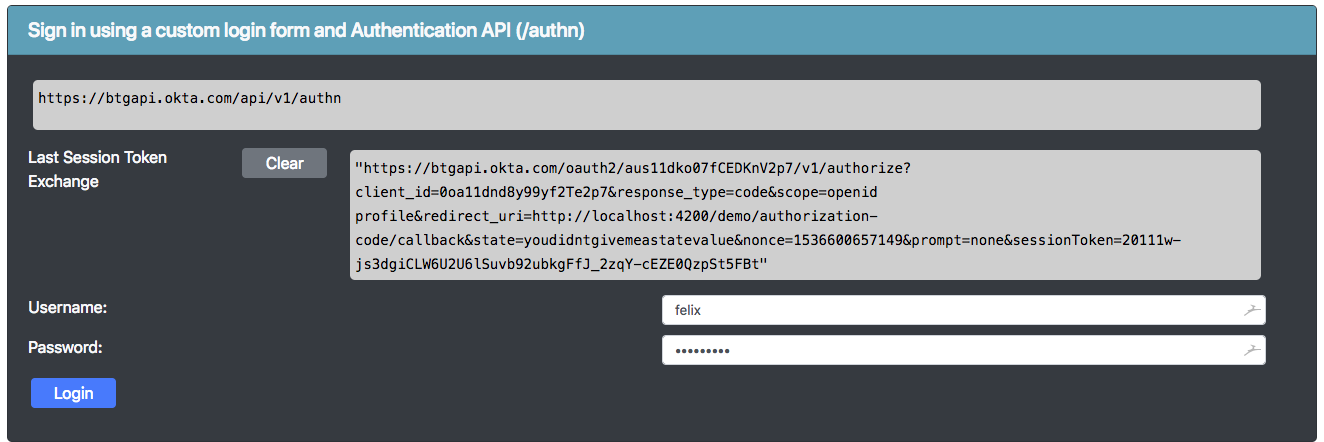 Sign in using a custom login form and Authentication API (/authn)
https://btgapi.okta.com/api/v1/authn
Last Session Token
Exchange
Clear
"https://btgapi.okta.com/oauth2/aus11dko07fCEDKnV2p7/v1/authorize?
client_id=0oa11dnd8y99yf2Te2p7&response_type=code&scope=openid
profile&redirect_uri=http://localhost:4200/demo/authorization-
code/callback&state=youdidntgivemeastatevalue&nonce=1536600657149&prompt=none&sessionToken=20111w-
js3dgiCLW6U2U6lSuvb92ubkgFfJ_2zqY-cEZE0QzpSt5FBt"
Username:
felix
Password:
•••••••••
Login